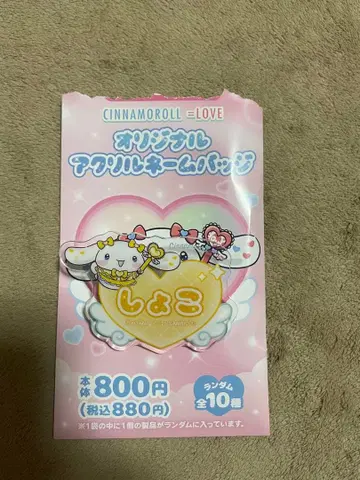 CINNAMOROLL =LOVE
オリジナル
アクリルネームバッジ
しょこ
本体800円
(税込880円)
ランダム
全10種
※1回の中に1個の製品がランダムに入っています。